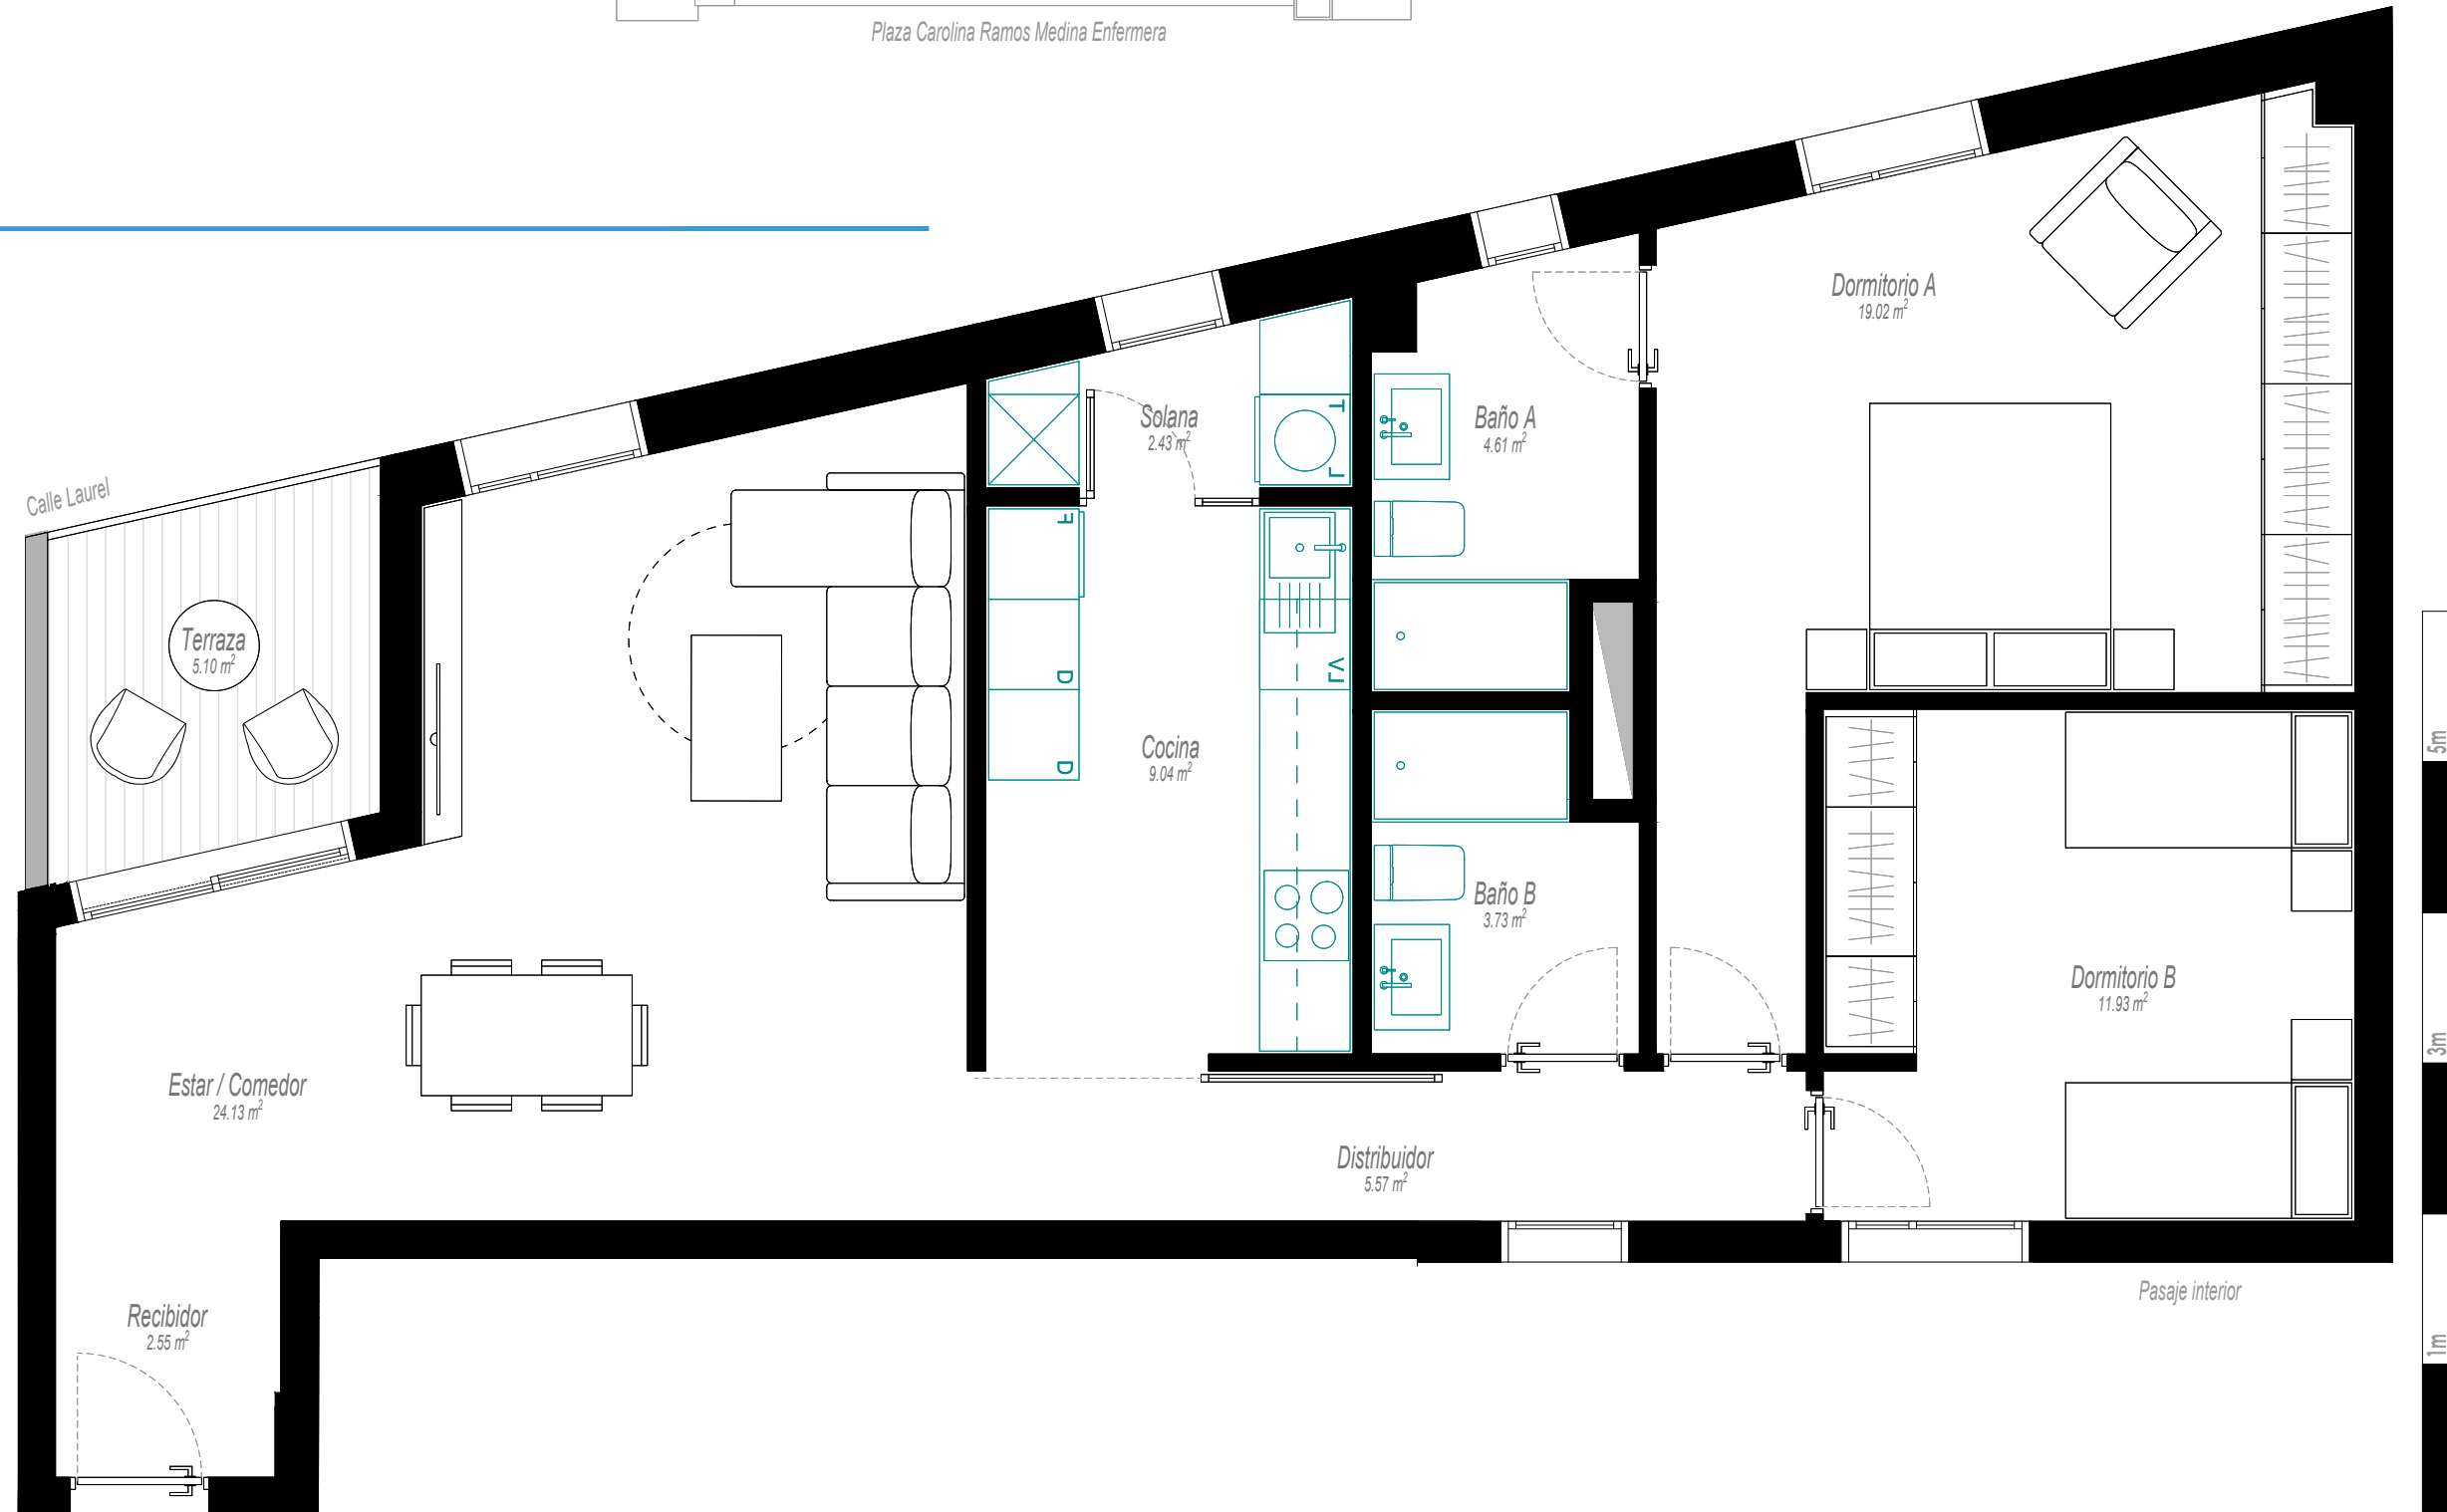 Plaza Carolina Ramos Medina Enfermera
Calle Laurel
Terraza
5.10 m²
Solana
2.43 m²
T
L
Baño A
4.61 m²
Dormitorio A
19.02 m²
F
D
D
VJ
Cocina
9.04 m²
Baño B
3.73 m²
Dormitorio B
11.93 m²
Estar / Comedor
24.13 m²
Distribuidor
5.57 m²
Recibidor
2.55 m²
Pasaje interior
5m
3m
1m